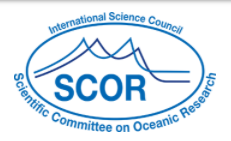 International Science Council
SCOR
Scientific Committee on Oceanic Research